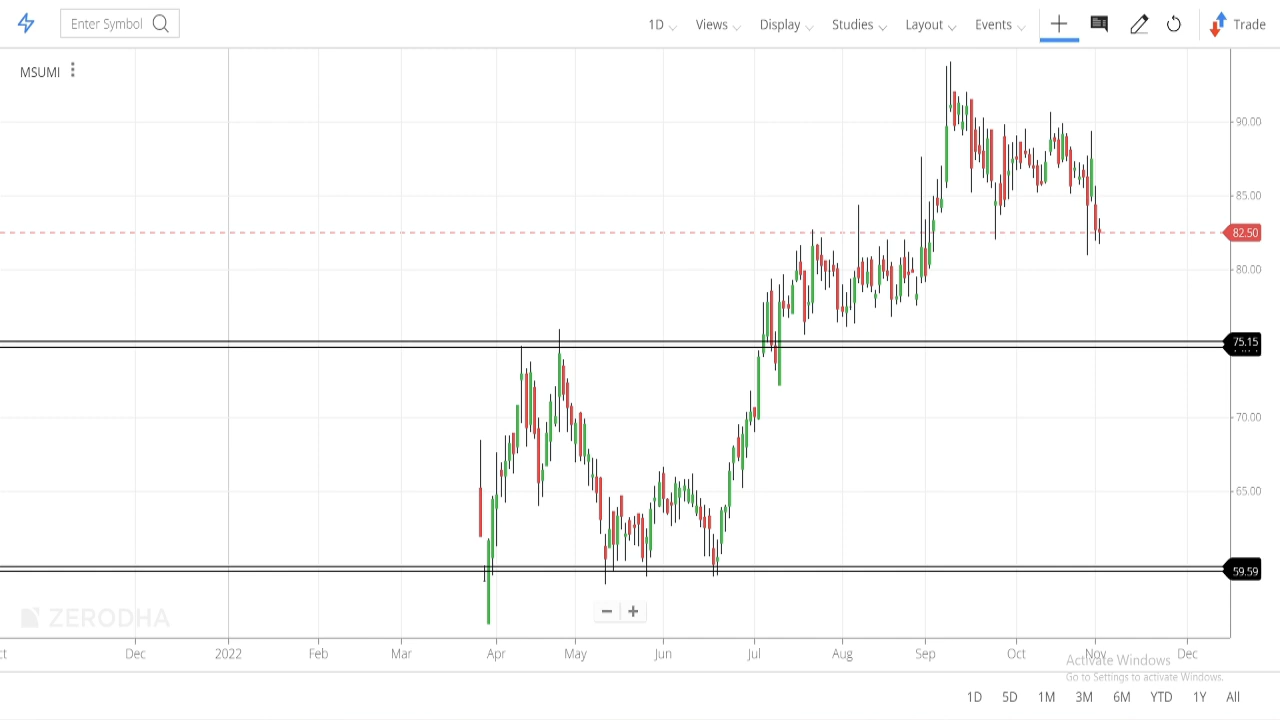 Enter Symbol 1D Views Display Studies Layout Events Trade
MSUMI
90.00
85.00
82.50
80.00
75.15
70.00
65.00
59.59
ZERODHA
Dec 2022 Feb Mar Apr May Jun Jul Aug Sep Oct Nov Dec
Activate Windows
Go to Settings to activate Windows.
1D 5D 1M 3M 6M YTD 1Y All